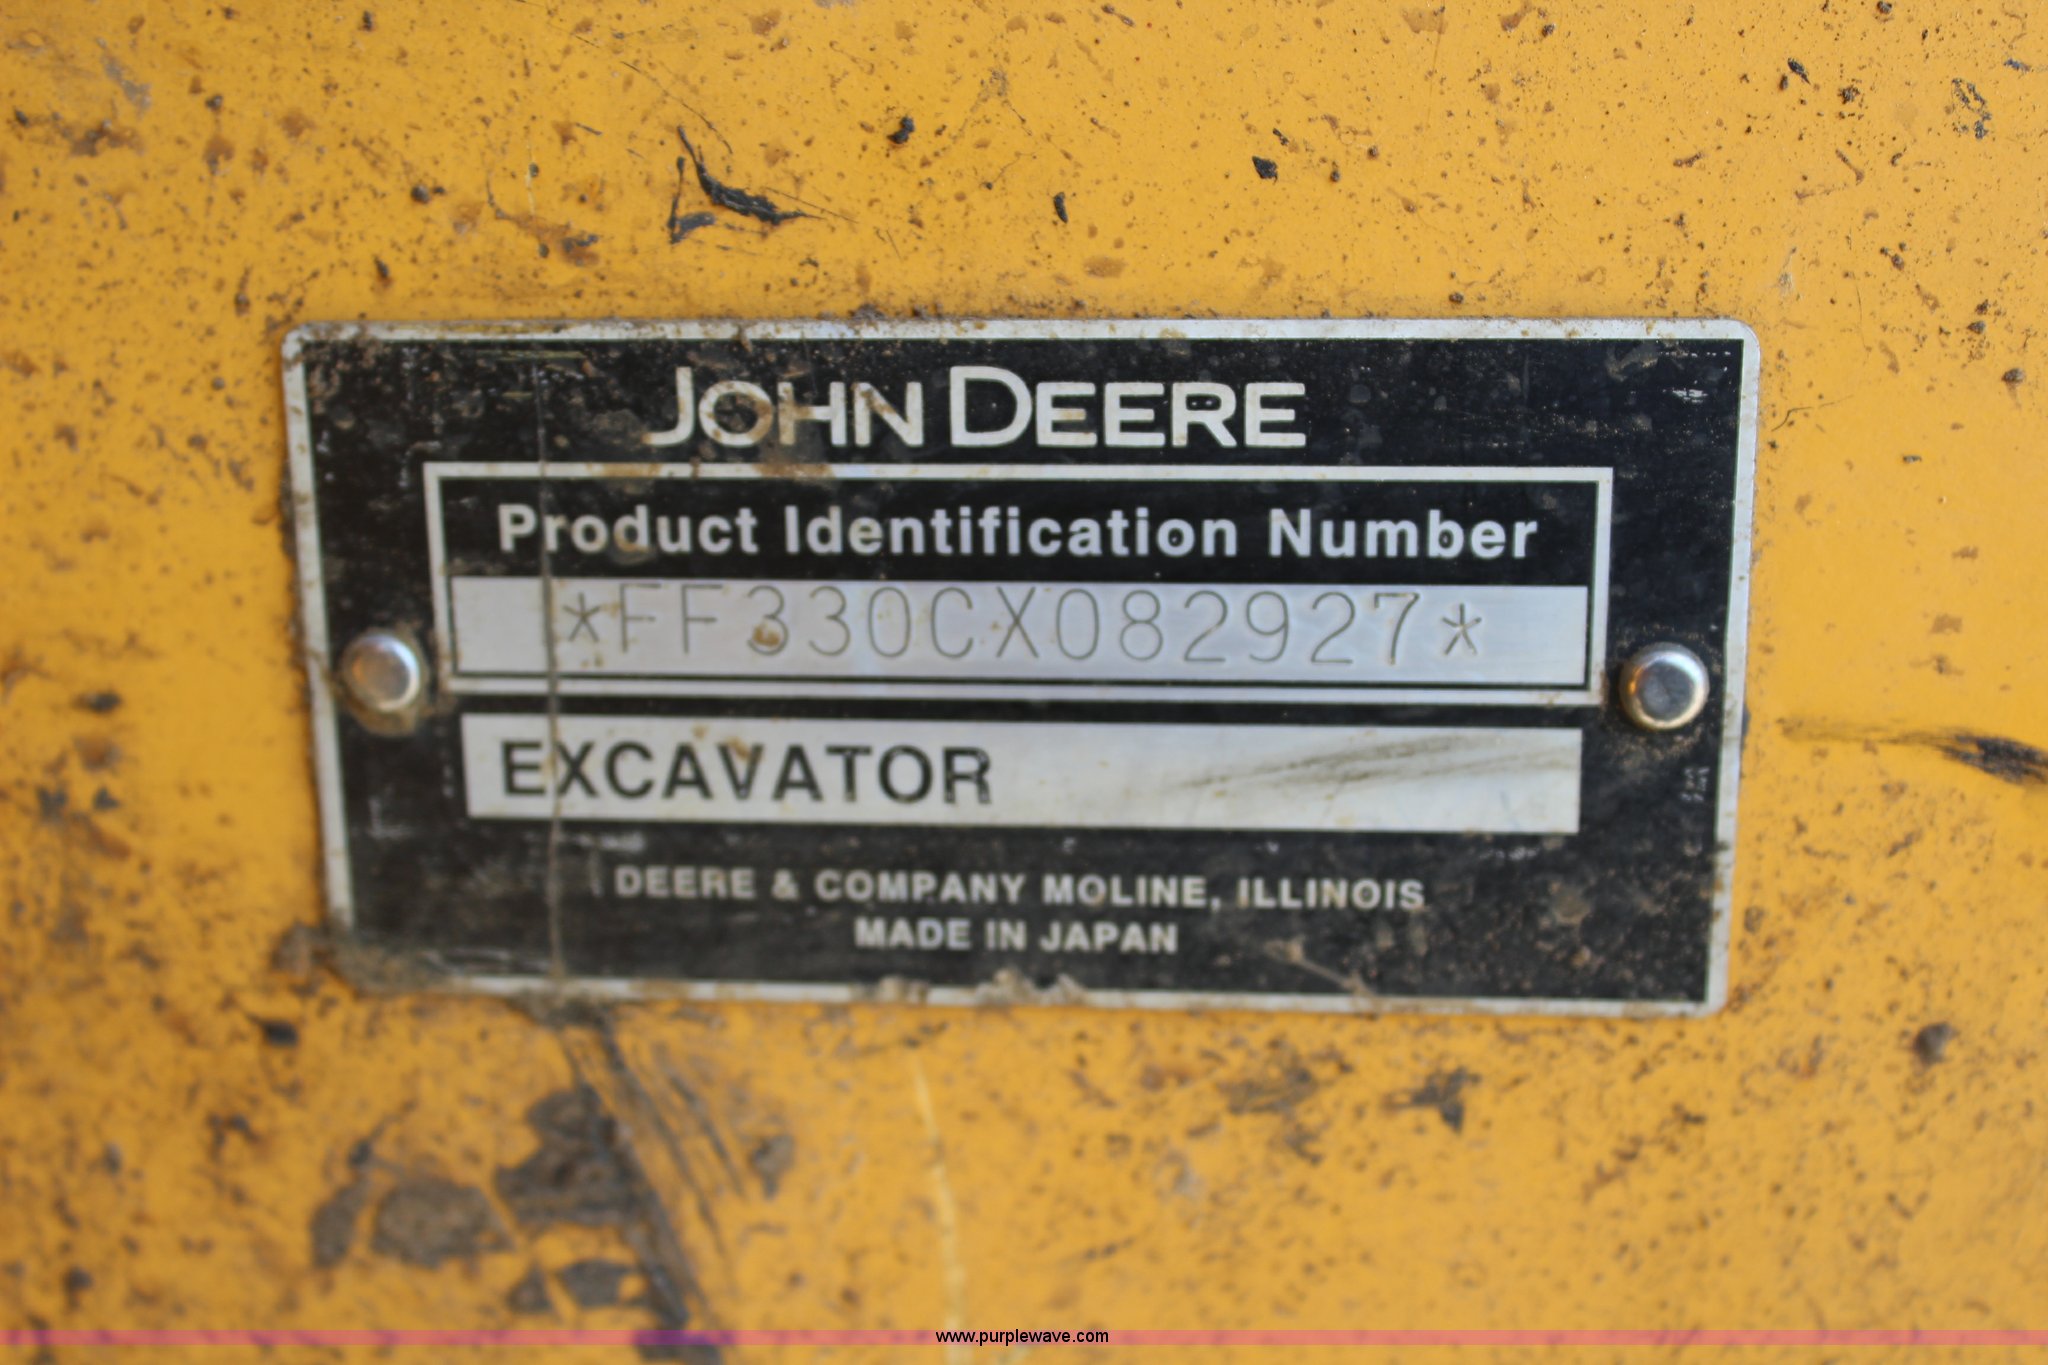 JOHN DEERE
Product Identification Number
*FF330CX082927*
EXCAVATOR
DEERE & COMPANY MOLINE, ILLINOIS
MADE IN JAPAN
www.purplewave.com